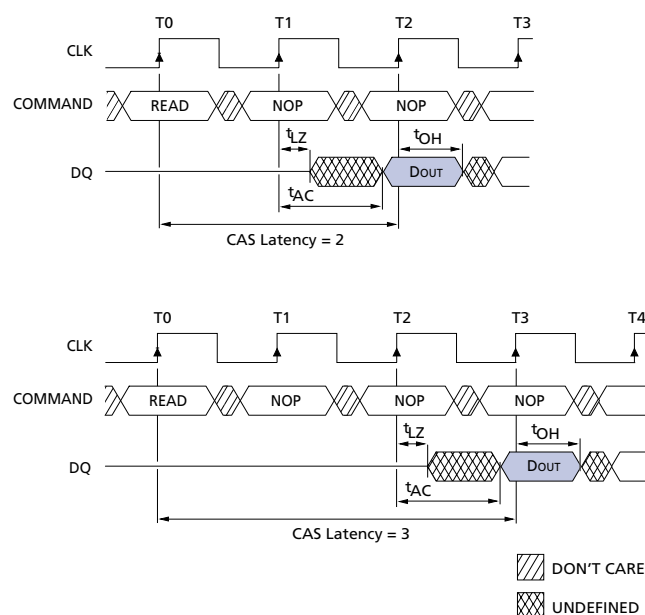 T0 T1 T2 T3
CLK
COMMAND READ NOP NOP
tLZ tOH
DQ DOUT
tAC
CAS Latency = 2
T0 T1 T2 T3 T4
CLK
COMMAND READ NOP NOP NOP
tLZ tOH
DQ DOUT
tAC
CAS Latency = 3
DON'T CARE
UNDEFINED